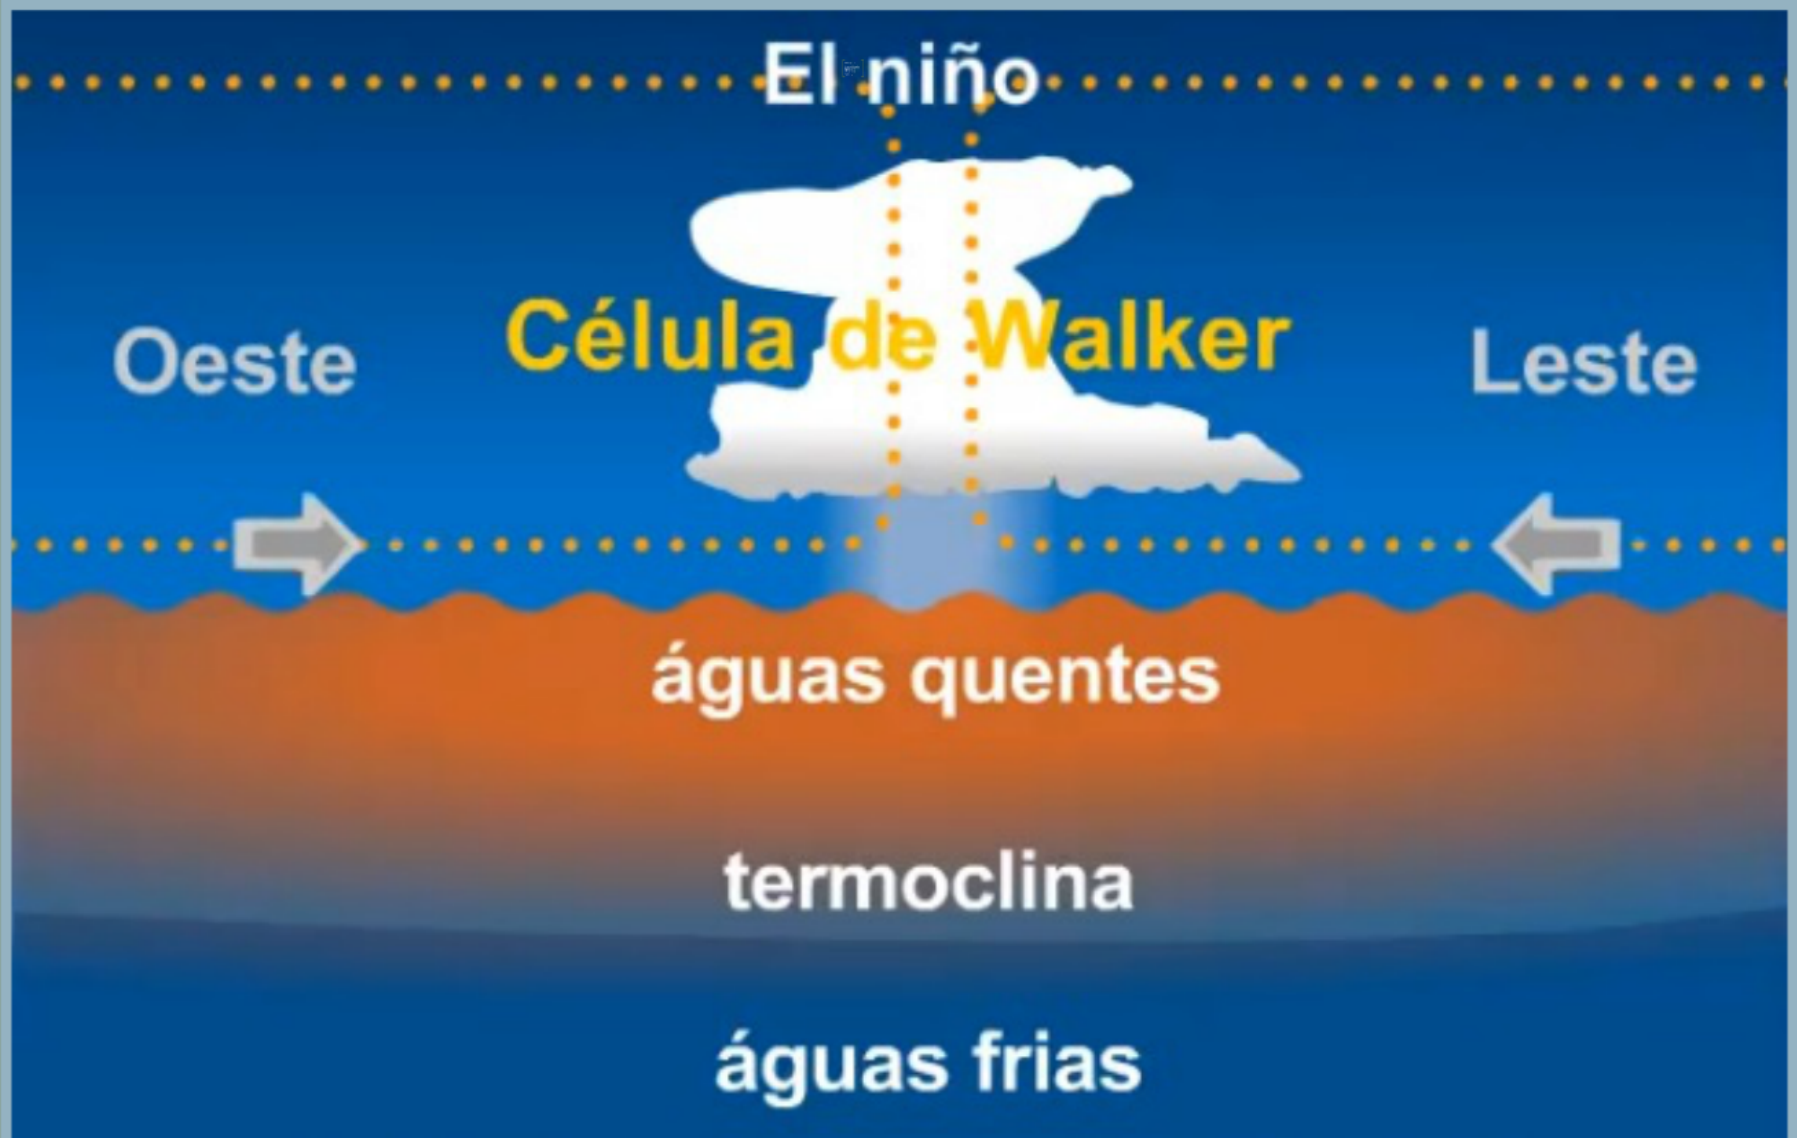 El niño
Célula de Walker
Oeste
Leste
águas quentes
termoclina
águas frias